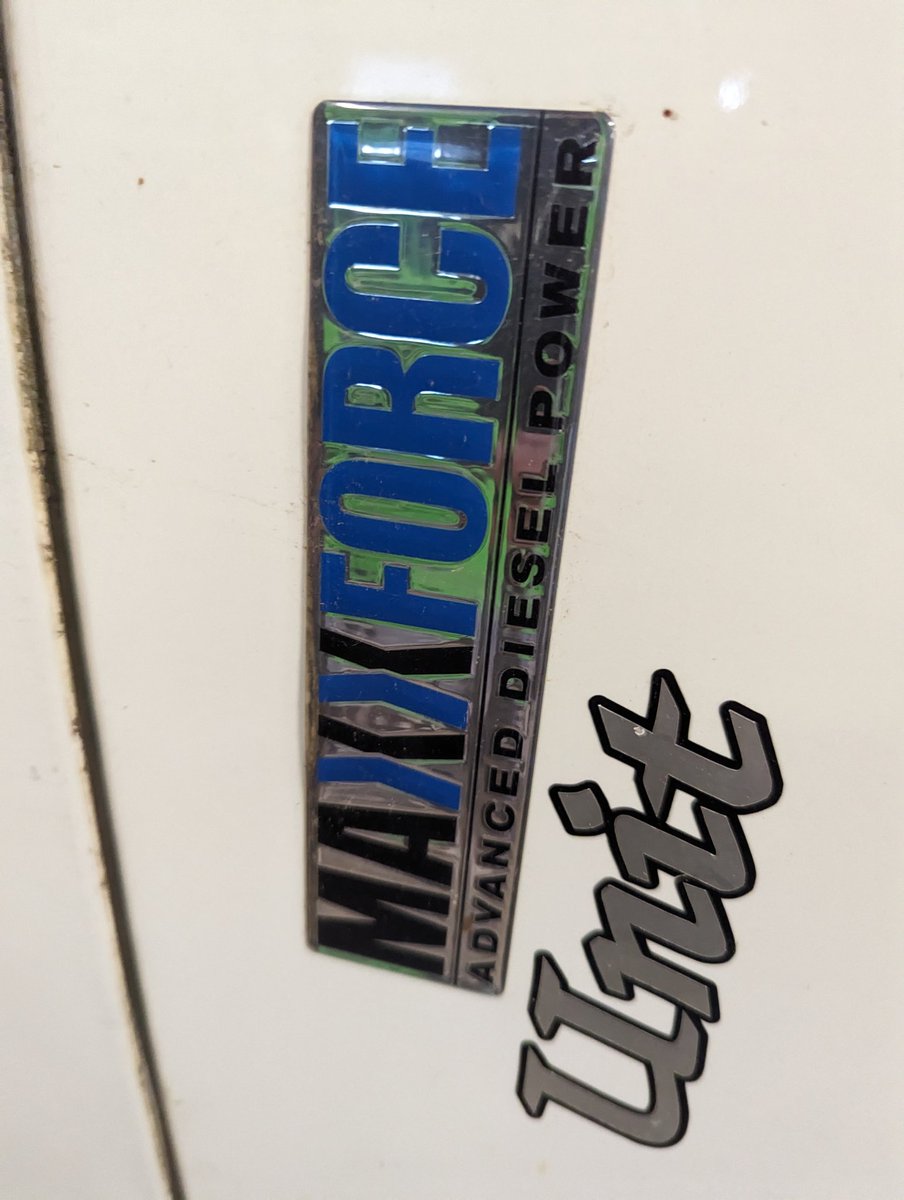 MAXXFORCE
ADVANCED DIESEL POWER
Unit